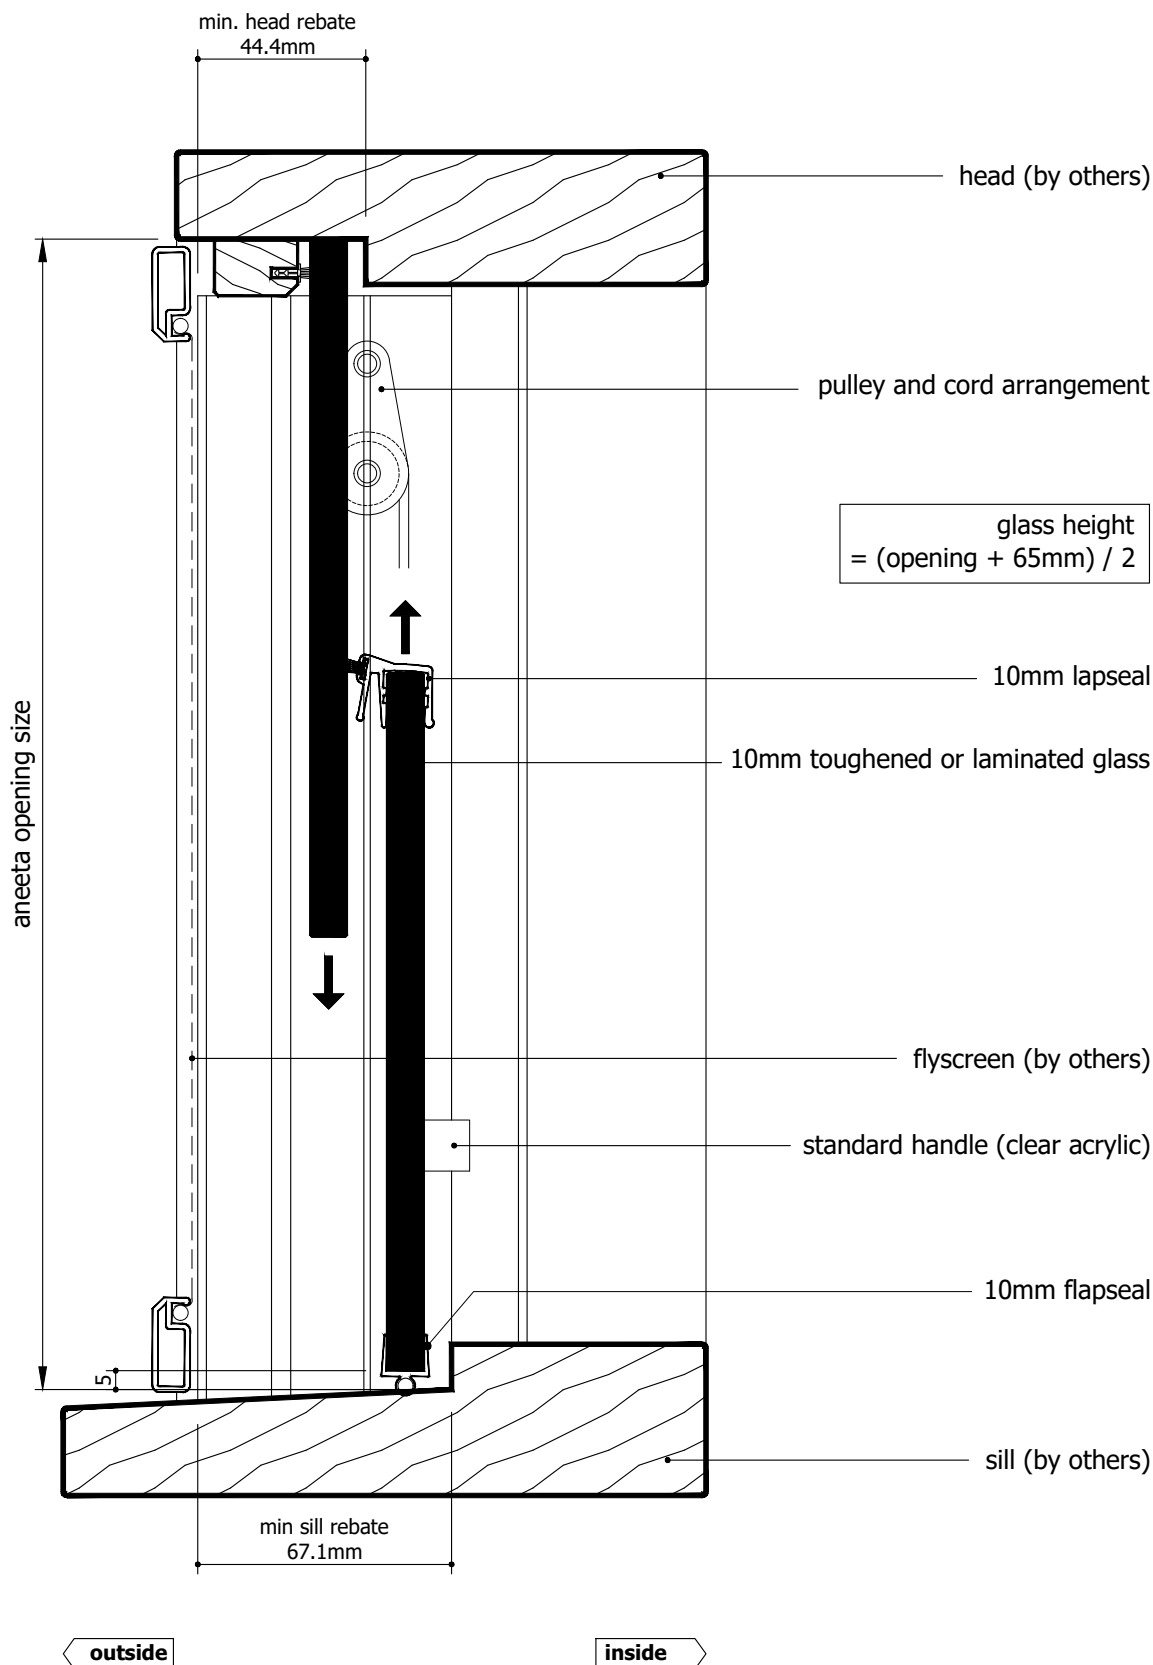 min. head rebate
44.4mm
head (by others)
pulley and cord arrangement
glass height
= (opening + 65mm) / 2
10mm lapseal
aneeta opening size
10mm toughened or laminated glass
flyscreen (by others)
standard handle (clear acrylic)
10mm flapseal
5
sill (by others)
min sill rebate
67.1mm
outside
inside